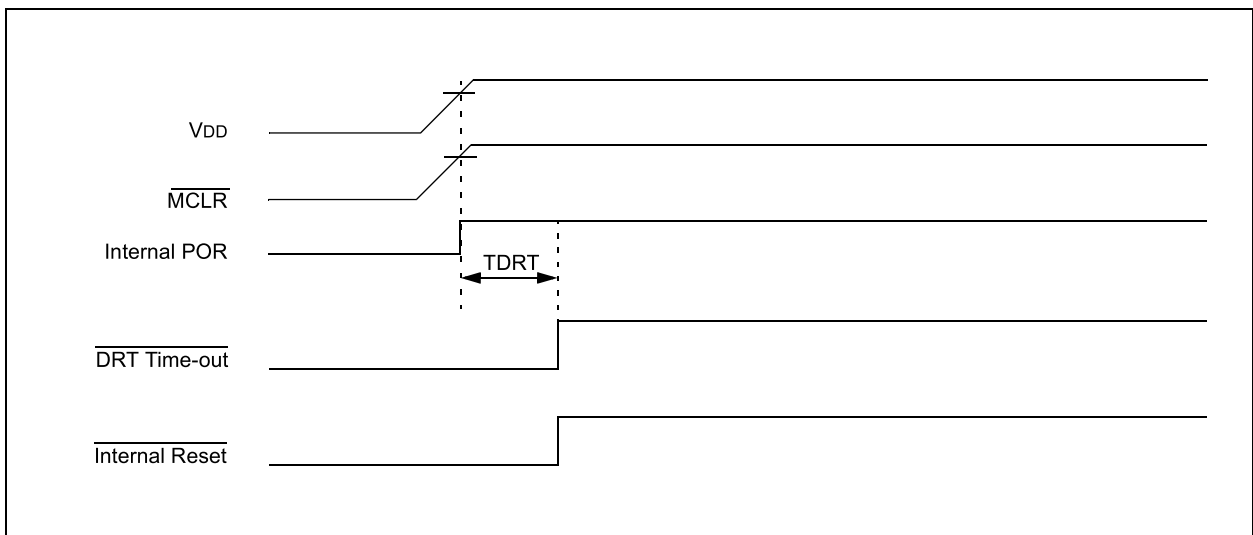 VDD
MCLR
Internal POR
TDRT
DRT Time-out
Internal Reset